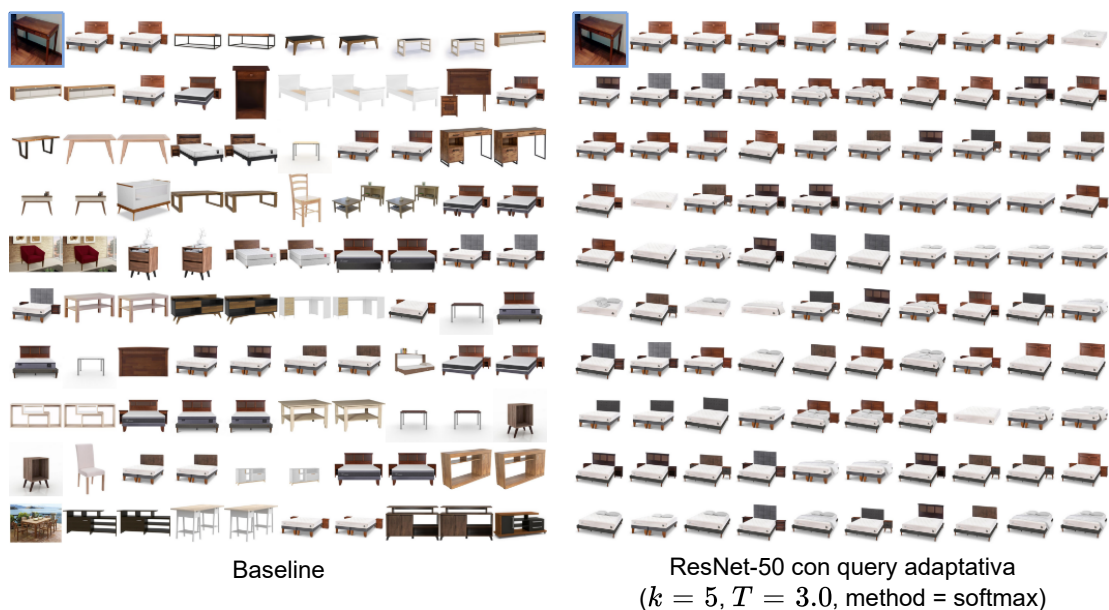 Baseline
ResNet-50 con query adaptativa
(k = 5, T = 3.0, method = softmax)